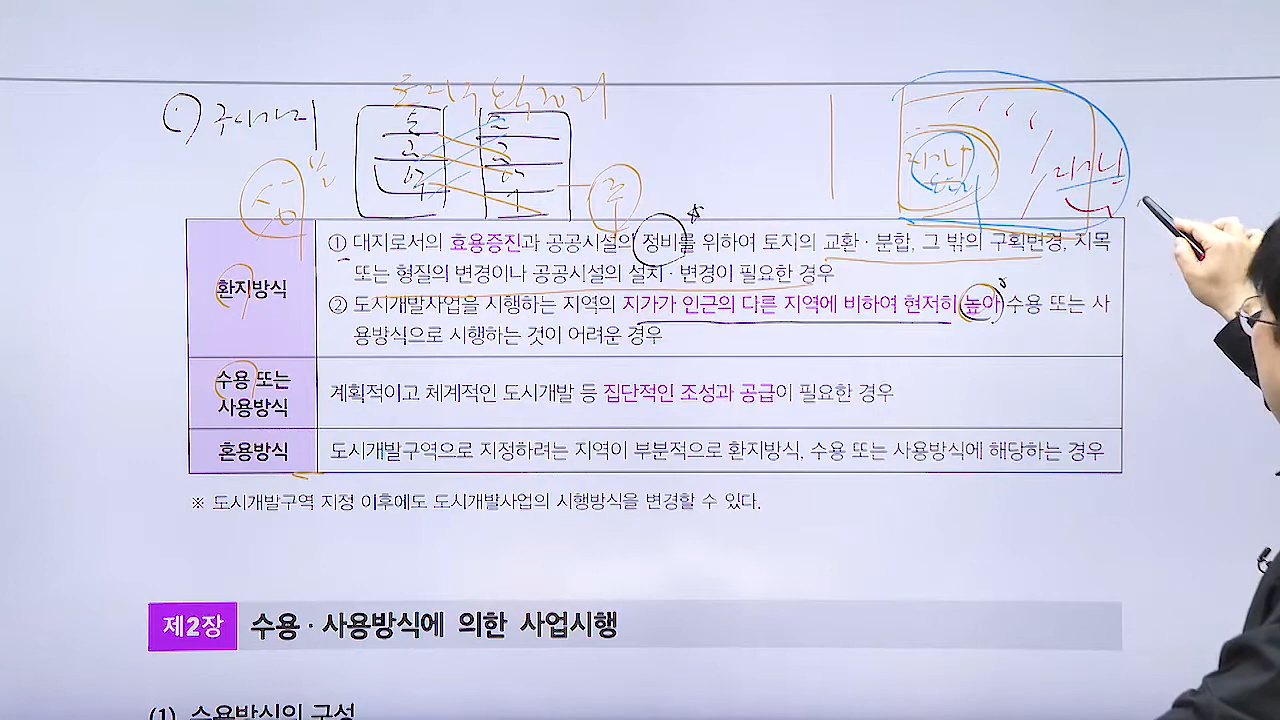 환지방식
① 대지로서의 효용증진과 공공시설의 정비를 위하여 토지의 교환·분합, 그 밖의 구획변경, 지목
또는 형질의 변경이나 공공시설의 설치·변경이 필요한 경우
② 도시개발사업을 시행하는 지역의 지가가 인근의 다른 지역에 비하여 현저히 높아 수용 또는 사
용방식으로 시행하는 것이 어려운 경우
수용 또는
사용방식
계획적이고 체계적인 도시개발 등 집단적인 조성과 공급이 필요한 경우
혼용방식
도시개발구역으로 지정하려는 지역이 부분적으로 환지방식, 수용 또는 사용방식에 해당하는 경우
※ 도시개발구역 지정 이후에도 도시개발사업의 시행방식을 변경할 수 있다.
제2장 수용·사용방식에 의한 사업시행
(1) 수용방식의 구성